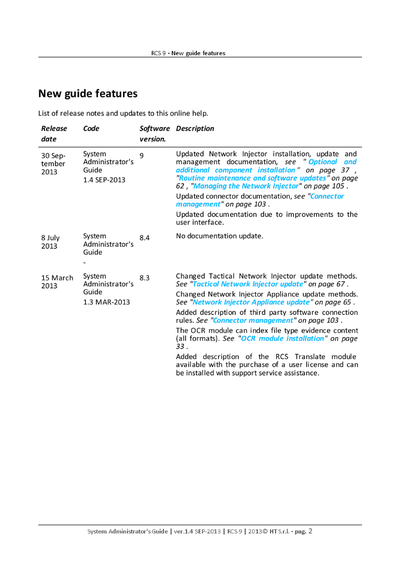 RCS 9 - New guide features
New guide features
List of release notes and updates to this online help.
Release date Code Software version. Description
30 Sep-
tember
2013
System
Administrator's
Guide
1.4 SEP-2013
9
Updated Network Injector installation, update and
management documentation, see "Optional and
additional component installation" on page 37 ,
"Routine maintenance and software updates" on page
62 , "Managing the Network Injector" on page 105 .
Updated connector documentation, see "Connector
management" on page 103 .
Updated documentation due to improvements to the
user interface.
8 July
2013
System
Administrator's
Guide
-
8.4
No documentation update.
15 March
2013
System
Administrator's
Guide
1.3 MAR-2013
8.3
Changed Tactical Network Injector update methods.
See "Tactical Network Injector update" on page 67 .
Changed Network Injector Appliance update methods.
See "Network Injector Appliance update" on page 65 .
Added description of third party software connection
rules. See "Connector management" on page 103 .
The OCR module can index file type evidence content
(all formats). See "OCR module installation" on page
33 .
Added description of the RCS Translate module
available with the purchase of a user license and can
be installed with support service assistance.
System Administrator's Guide | ver.1.4 SEP-2013 | RCS 9 | 2013© HT S.r.l. - pag. 2